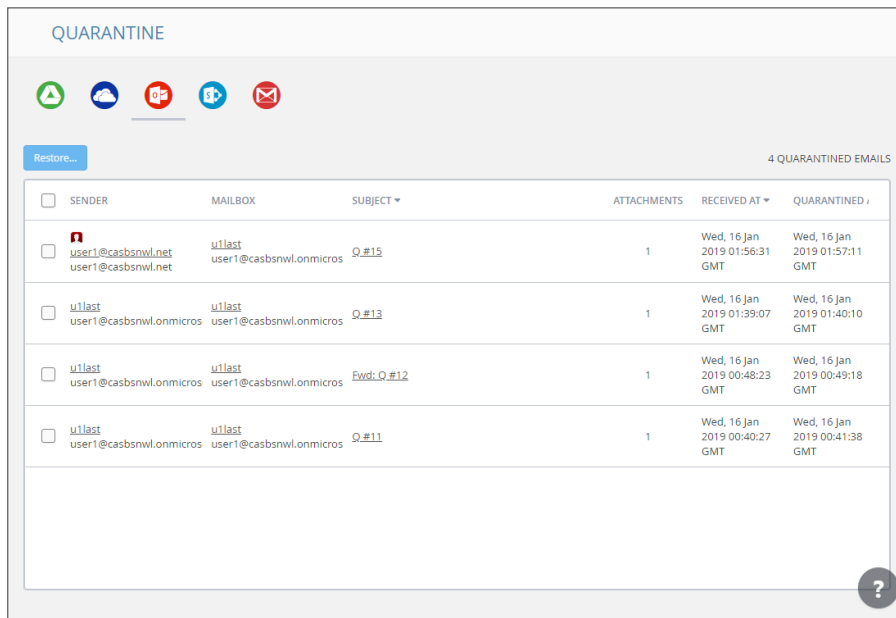 QUARANTINE
Restore...
4 QUARANTINED EMAILS
SENDER MAILBOX SUBJECT ATTACHMENTS RECEIVED AT QUARANTINED
user1@casbsnwl.net
user1@casbsnwl.net
u1last
user1@casbsnwl.onmicros
Q #15
1
Wed, 16 Jan
2019 01:56:31
GMT
Wed, 16 Jan
2019 01:57:11
GMT
u1last
user1@casbsnwl.onmicros
u1last
user1@casbsnwl.onmicros
Q #13
1
Wed, 16 Jan
2019 01:39:07
GMT
Wed, 16 Jan
2019 01:40:10
GMT
u1last
user1@casbsnwl.onmicros
u1last
user1@casbsnwl.onmicros
Fwd: Q #12
1
Wed, 16 Jan
2019 00:48:23
GMT
Wed, 16 Jan
2019 00:49:18
GMT
u1last
user1@casbsnwl.onmicros
u1last
user1@casbsnwl.onmicros
Q #11
1
Wed, 16 Jan
2019 00:40:27
GMT
Wed, 16 Jan
2019 00:41:38
GMT
?